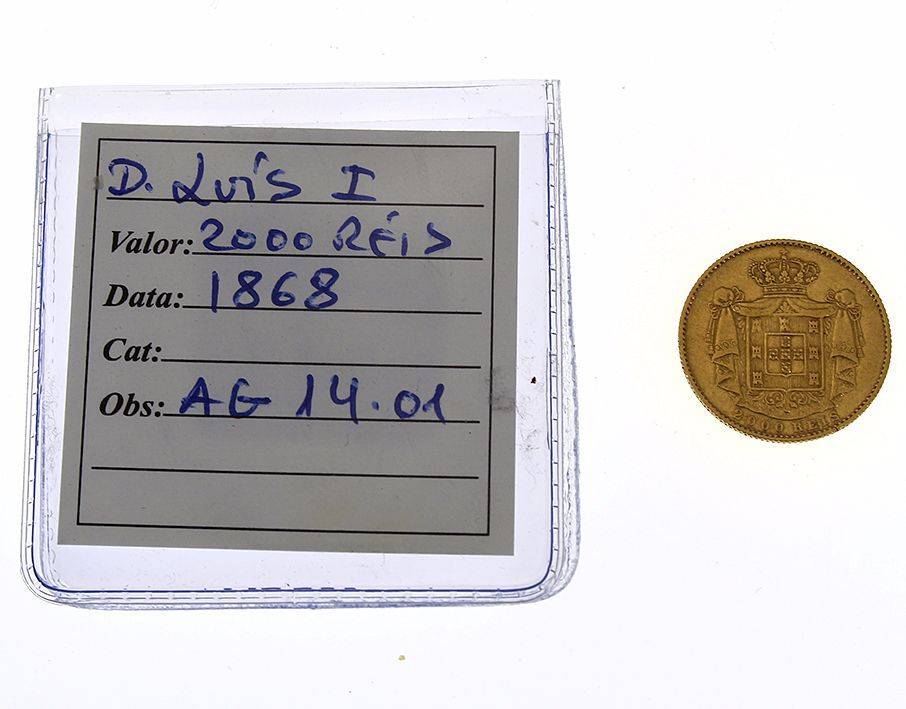 D. Luís I
Valor: 2000 RÉIS
Data: 1868
Cat:
Obs: AG 14.01
2000 REIS